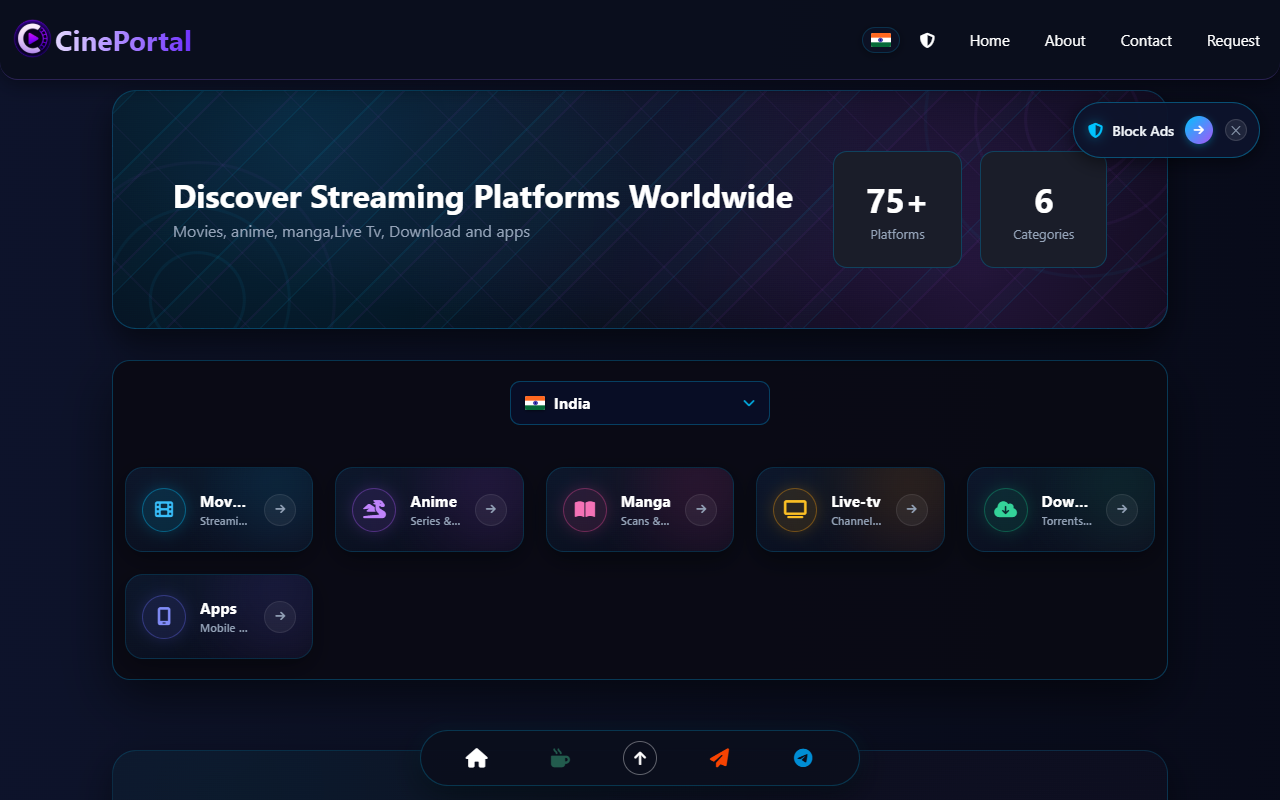 CinePortal
Home
About
Contact
Request
Block Ads
Discover Streaming Platforms Worldwide
Movies, anime, manga,Live Tv, Download and apps
75+
Platforms
6
Categories
India
Mov...
Streami...
Anime
Series &...
Manga
Scans &...
Live-tv
Channel...
Dow...
Torrents...
Apps
Mobile ...